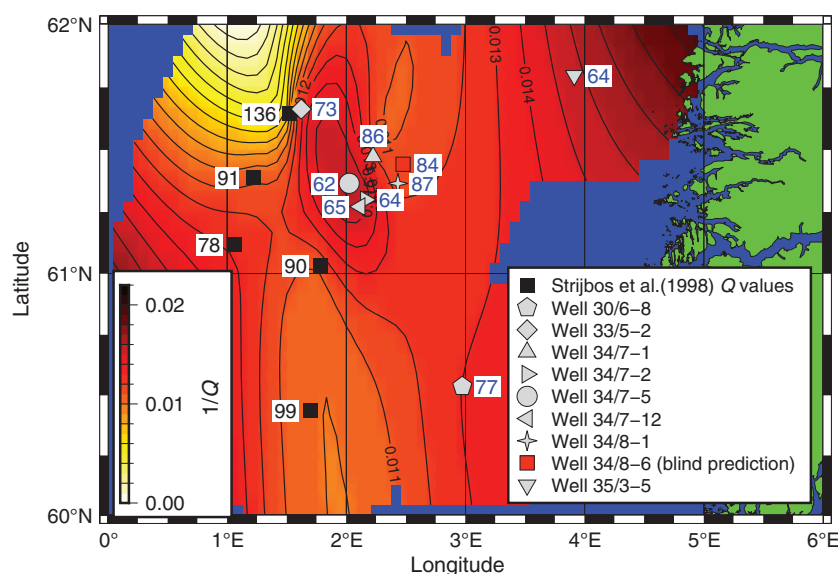 62°N
61°N
60°N
Latitude
0°
1°E
2°E
3°E
4°E
5°E
6°E
Longitude
136
73
91
78
90
99
62
65
64
86
84
87
77
64
0.013
0.014
0.011
0.02
0.01
0.00
1/Q
Strijbos et al.(1998) Q values
Well 30/6−8
Well 33/5−2
Well 34/7−1
Well 34/7−2
Well 34/7−5
Well 34/7−12
Well 34/8−1
Well 34/8−6 (blind prediction)
Well 35/3−5